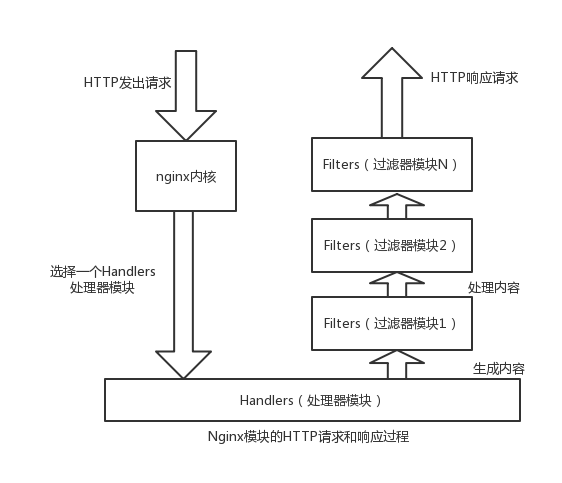 HTTP发出请求
HTTP响应请求
Filters（过滤器模块N）
nginx内核
Filters（过滤器模块2）
选择一个Handlers
处理器模块
处理内容
Filters（过滤器模块1）
生成内容
Handlers（处理器模块）
Nginx模块的HTTP请求和响应过程